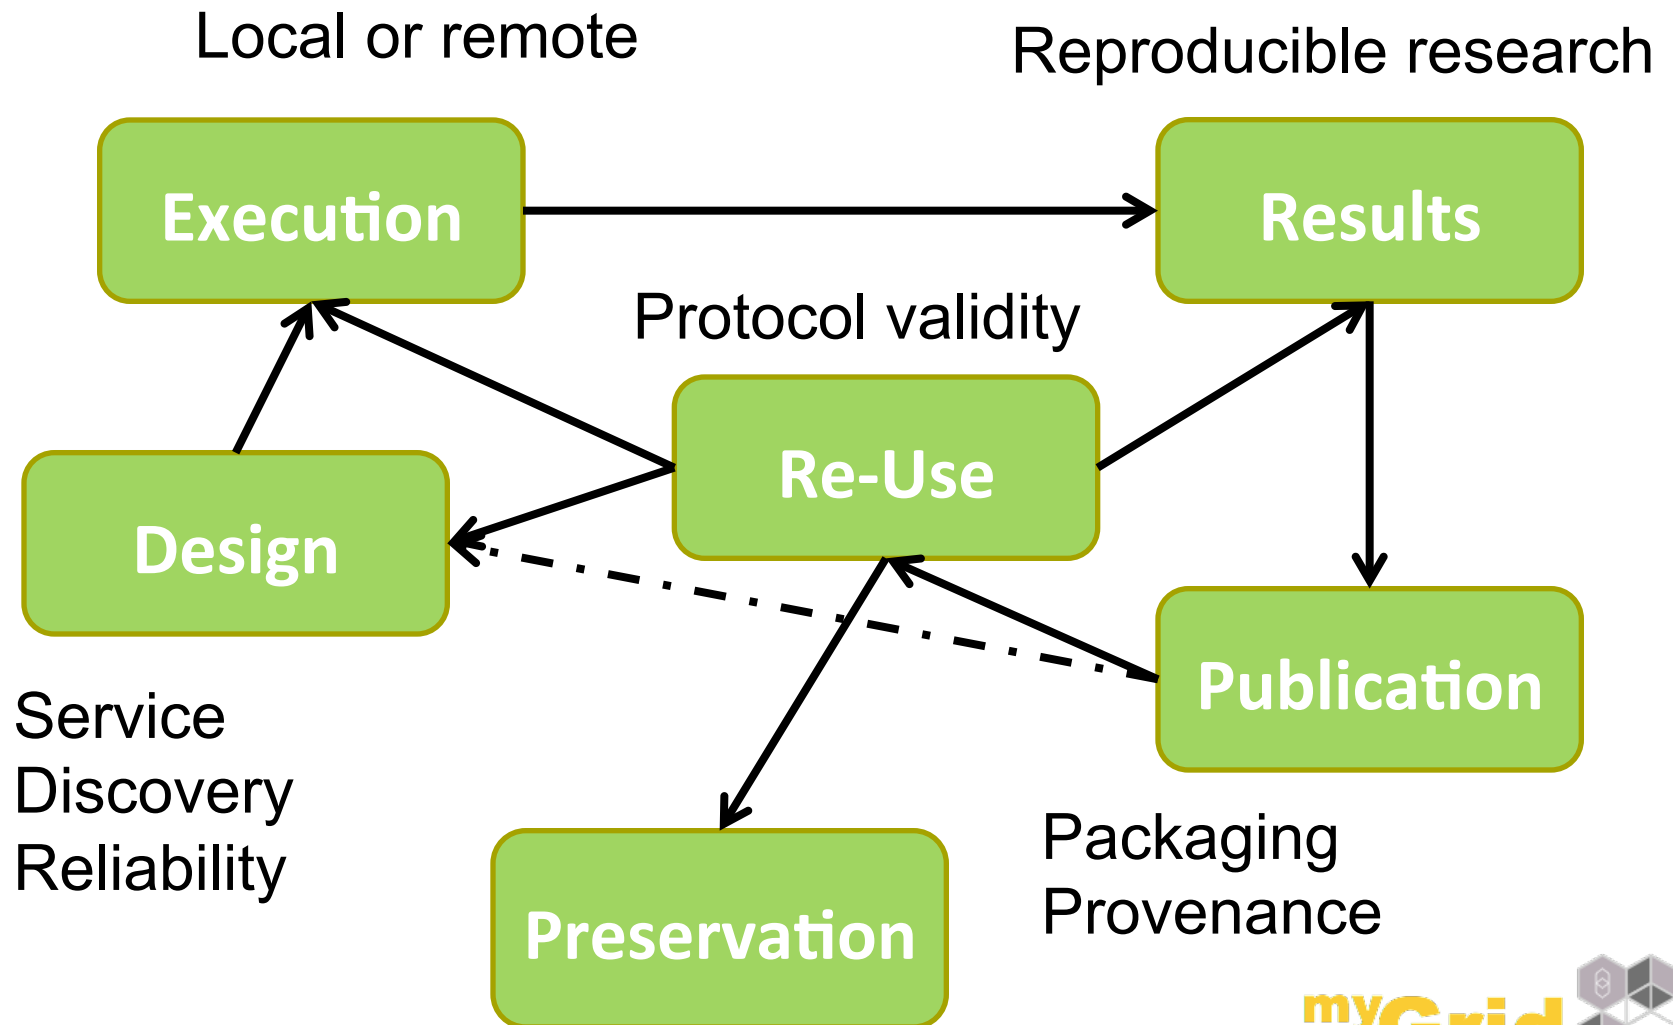 Local or remote
Reproducible research
Execution
Results
Protocol validity
Re-Use
Design
Publication
Service
Discovery
Reliability
Packaging
Provenance
Preservation
myGrid